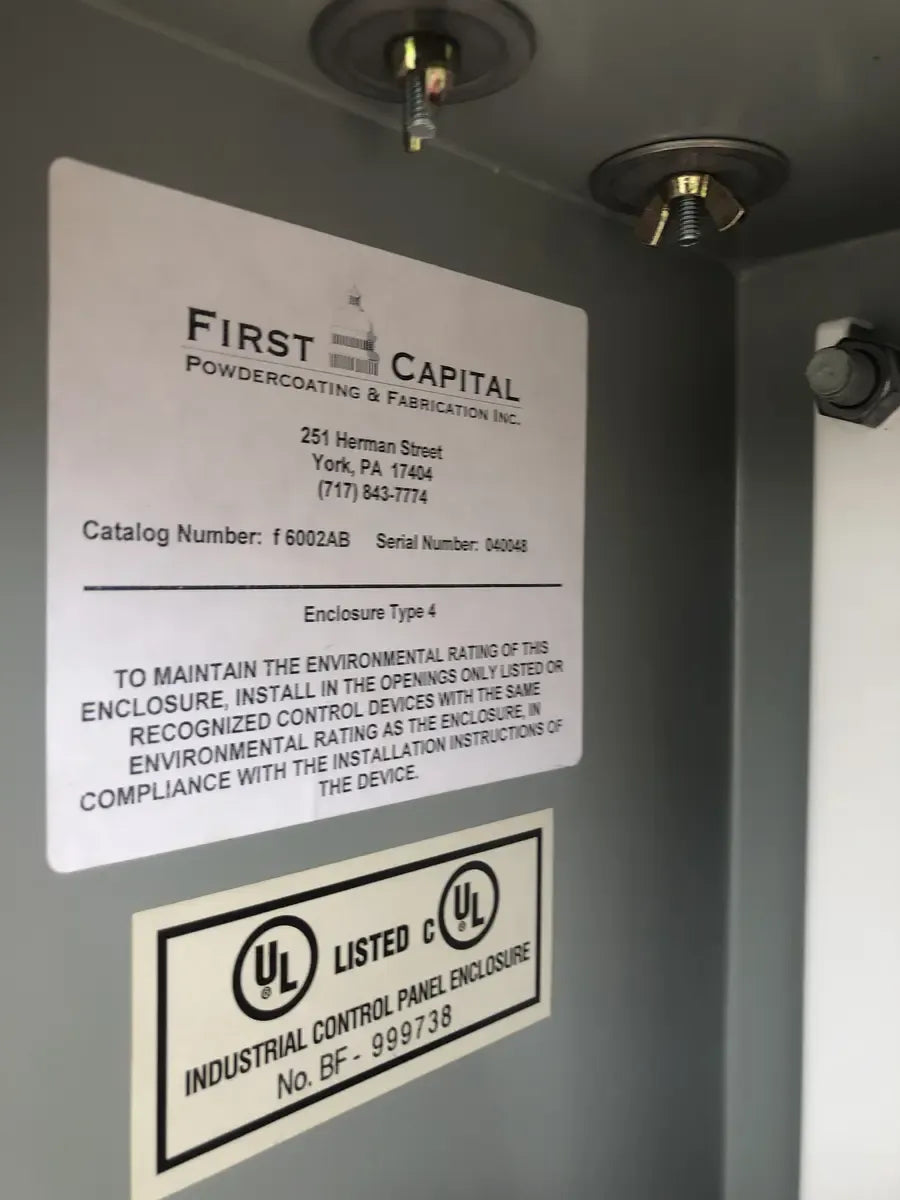 FIRST CAPITAL
POWDERCOATING & FABRICATION INC.
251 Herman Street
York, PA 17404
(717) 843-7774
Catalog Number: f 6002AB Serial Number: 040048
Enclosure Type 4
TO MAINTAIN THE ENVIRONMENTAL RATING OF THIS
ENCLOSURE, INSTALL IN THE OPENINGS ONLY LISTED OR
RECOGNIZED CONTROL DEVICES WITH THE SAME
ENVIRONMENTAL RATING AS THE ENCLOSURE, IN
COMPLIANCE WITH THE INSTALLATION INSTRUCTIONS OF
THE DEVICE.
UL ® LISTED C UL ®
INDUSTRIAL CONTROL PANEL ENCLOSURE
No. BF - 999738